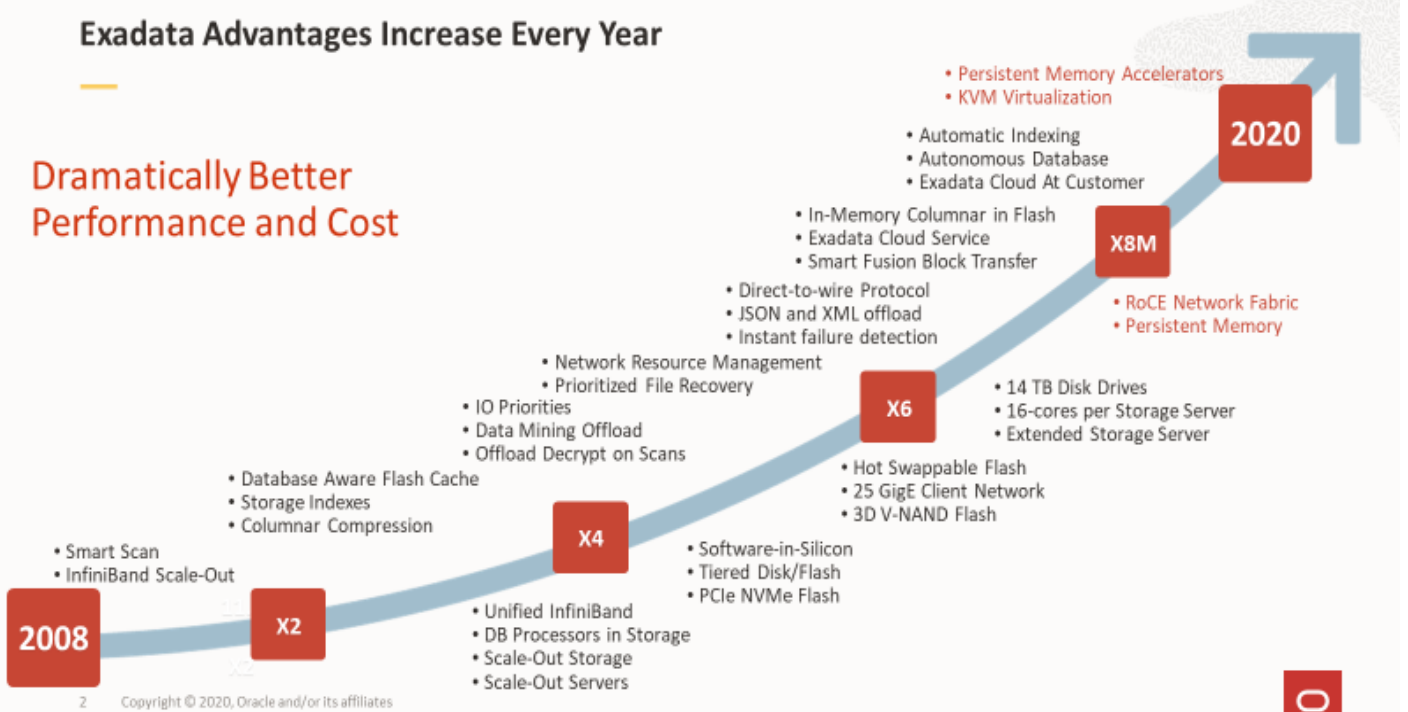 Exadata Advantages Increase Every Year
Dramatically Better
Performance and Cost
• Persistent Memory Accelerators
• KVM Virtualization
2020
• Automatic Indexing
• Autonomous Database
• Exadata Cloud At Customer
• In-Memory Columnar in Flash
• Exadata Cloud Service
• Smart Fusion Block Transfer
X8M
• RoCE Network Fabric
• Persistent Memory
• Direct-to-wire Protocol
• JSON and XML offload
• Instant failure detection
• Network Resource Management
• Prioritized File Recovery
X6
• 14 TB Disk Drives
• 16-cores per Storage Server
• Extended Storage Server
• IO Priorities
• Data Mining Offload
• Offload Decrypt on Scans
• Hot Swappable Flash
• 25 GigE Client Network
• 3D V-NAND Flash
• Database Aware Flash Cache
• Storage Indexes
• Columnar Compression
X4
• Software-in-Silicon
• Tiered Disk/Flash
• PCIe NVMe Flash
• Smart Scan
• InfiniBand Scale-Out
2008
X2
• Unified InfiniBand
• DB Processors in Storage
• Scale-Out Storage
• Scale-Out Servers
X2
2 Copyright © 2020, Oracle and/or its affiliates